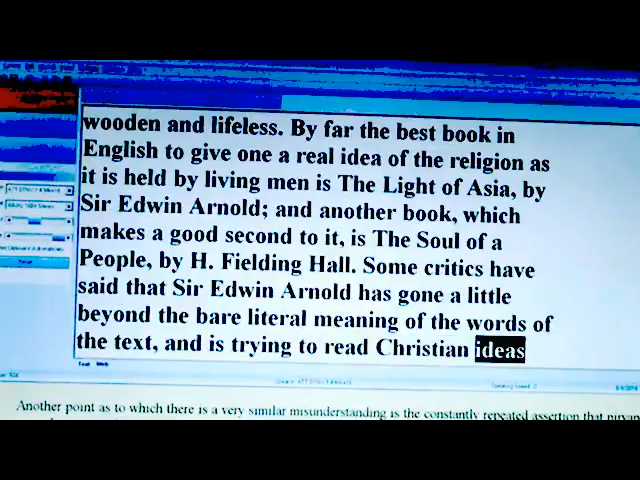 wooden and lifeless. By far the best book in
English to give one a real idea of the religion as
it is held by living men is The Light of Asia, by
Sir Edwin Arnold; and another book, which
makes a good second to it, is The Soul of a
People, by H. Fielding Hall. Some critics have
said that Sir Edwin Arnold has gone a little
beyond the bare literal meaning of the words of
the text, and is trying to read Christian ideas
Another point as to which there is a very similar misunderstanding is the constantly repeated assertion that nirvan